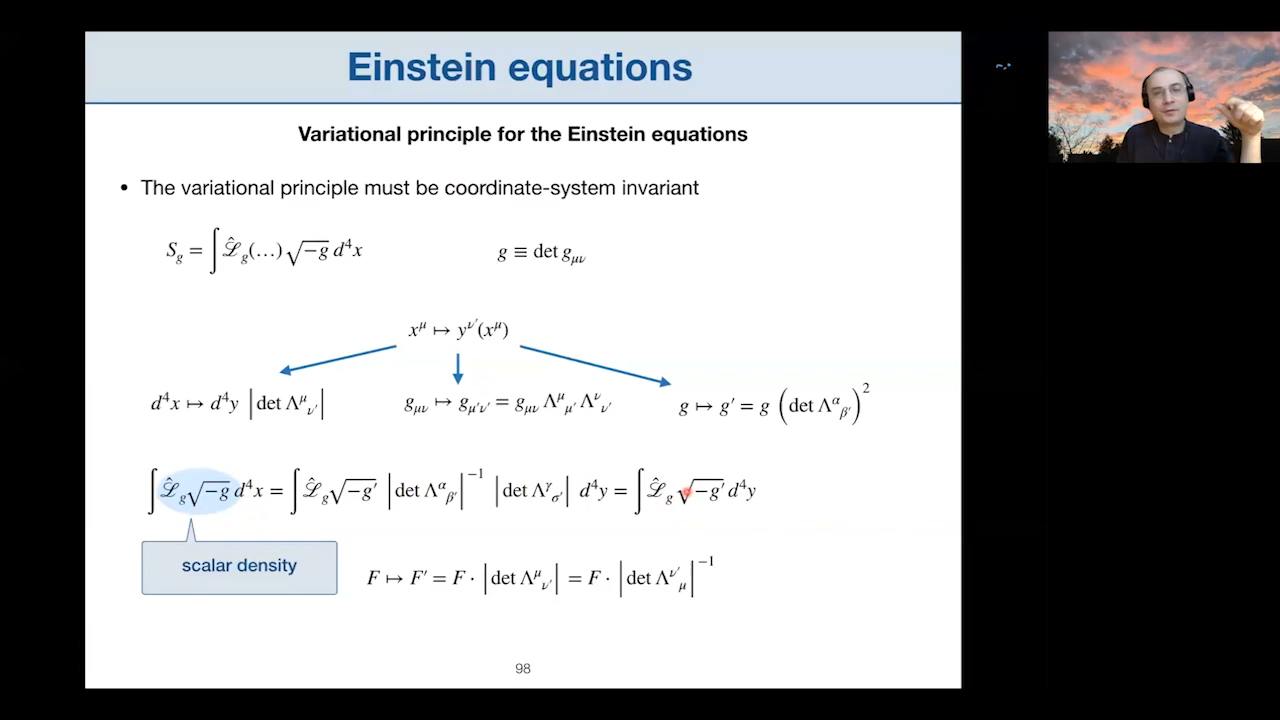 Einstein equations
Variational principle for the Einstein equations
• The variational principle must be coordinate-system invariant
S_g = ∫ ℒ̂_g(…) √−g d⁴x    g ≡ det g_μν
x^μ ↦ y^ν′(x^μ)
d⁴x ↦ d⁴y |det Λ^μ_ν′|    g_μν ↦ g_μ′ν′ = g_μν Λ^μ_μ′ Λ^ν_ν′    g ↦ g′ = g (det Λ^α_β′)²
∫ ℒ̂_g √−g d⁴x = ∫ ℒ̂_g √−g′ |det Λ^α_β′|⁻¹ |det Λ^γ_σ′| d⁴y = ∫ ℒ̂_g √−g′ d⁴y
scalar density
F ↦ F′ = F · |det Λ^μ_ν′| = F · |det Λ^ν′_μ|⁻¹
98